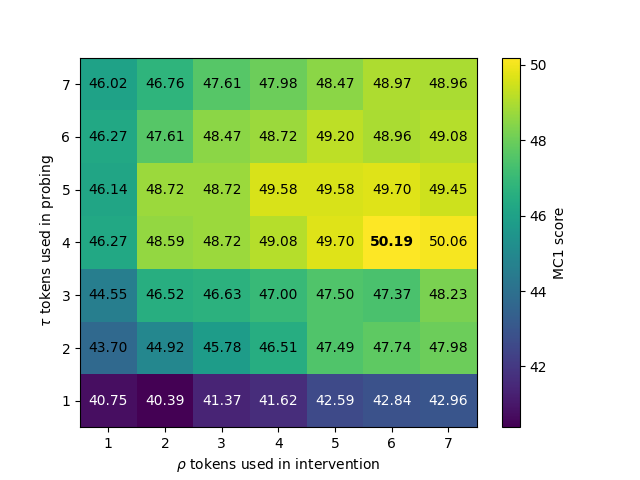 7 46.02 46.76 47.61 47.98 48.47 48.97 48.96
6 46.27 47.61 48.47 48.72 49.20 48.96 49.08
5 46.14 48.72 48.72 49.58 49.58 49.70 49.45
4 46.27 48.59 48.72 49.08 49.70 50.19 50.06
3 44.55 46.52 46.63 47.00 47.50 47.37 48.23
2 43.70 44.92 45.78 46.51 47.49 47.74 47.98
1 40.75 40.39 41.37 41.62 42.59 42.84 42.96
1 2 3 4 5 6 7
ρ tokens used in intervention
τ tokens used in probing
50
48
46
44
42
MC1 score